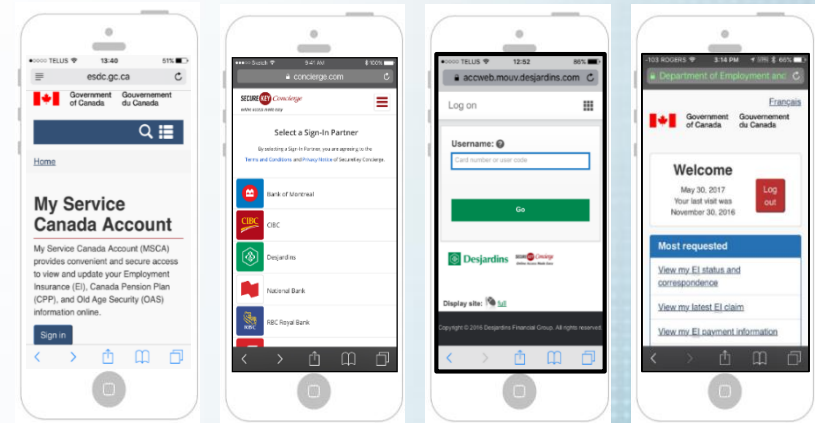 TELLUS 13:40 51%
esdc.gc.ca
Government of Canada
Gouvernement du Canada
Home
My Service
Canada Account
My Service Canada Account (MSCA)
provides convenient and secure access
to view and update your Employment
Insurance (EI), Canada Pension Plan
(CPP), and Old Age Security (OAS)
information online.
Sign in
9:41 AM 100%
concierge.com
SECUREKEY Concierge
Select a Sign-In Partner
By selecting a Sign-In Partner, you are agreeing to the
Terms and Conditions and Privacy Notice of SecureKey Concierge.
Bank of Montreal
CIBC
CIBC
Desjardins
National Bank
RBC
RBC Royal Bank
TELUS 12:52 86%
accweb.mouv.desjardins.com
Log on
Username:
Card number or user code
Go
Desjardins
SECUREKEY Concierge
Display site: full
Copyright © 2016 Desjardins Financial Group. All rights reserved.
-103 ROGERS 3:14 PM 66%
Department of Employment and
Français
Government of Canada
Gouvernement du Canada
Welcome
May 30, 2017
Your last visit was
November 30, 2016
Log
out
Most requested
View my EI status and
correspondence
View my latest EI claim
View my EI payment information